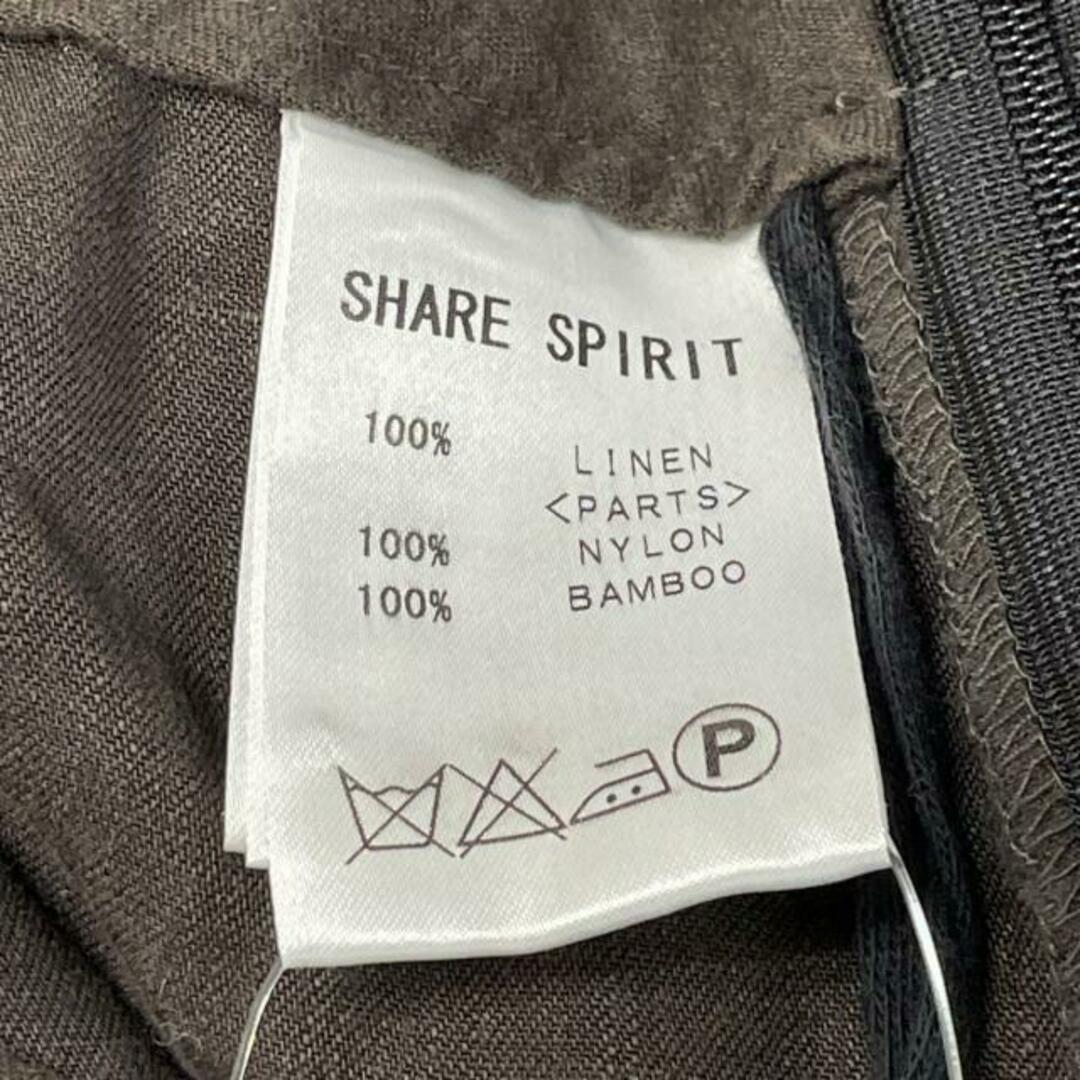 SHARE SPIRIT
100% LINEN
<PARTS>
100% NYLON
100% BAMBOO
P